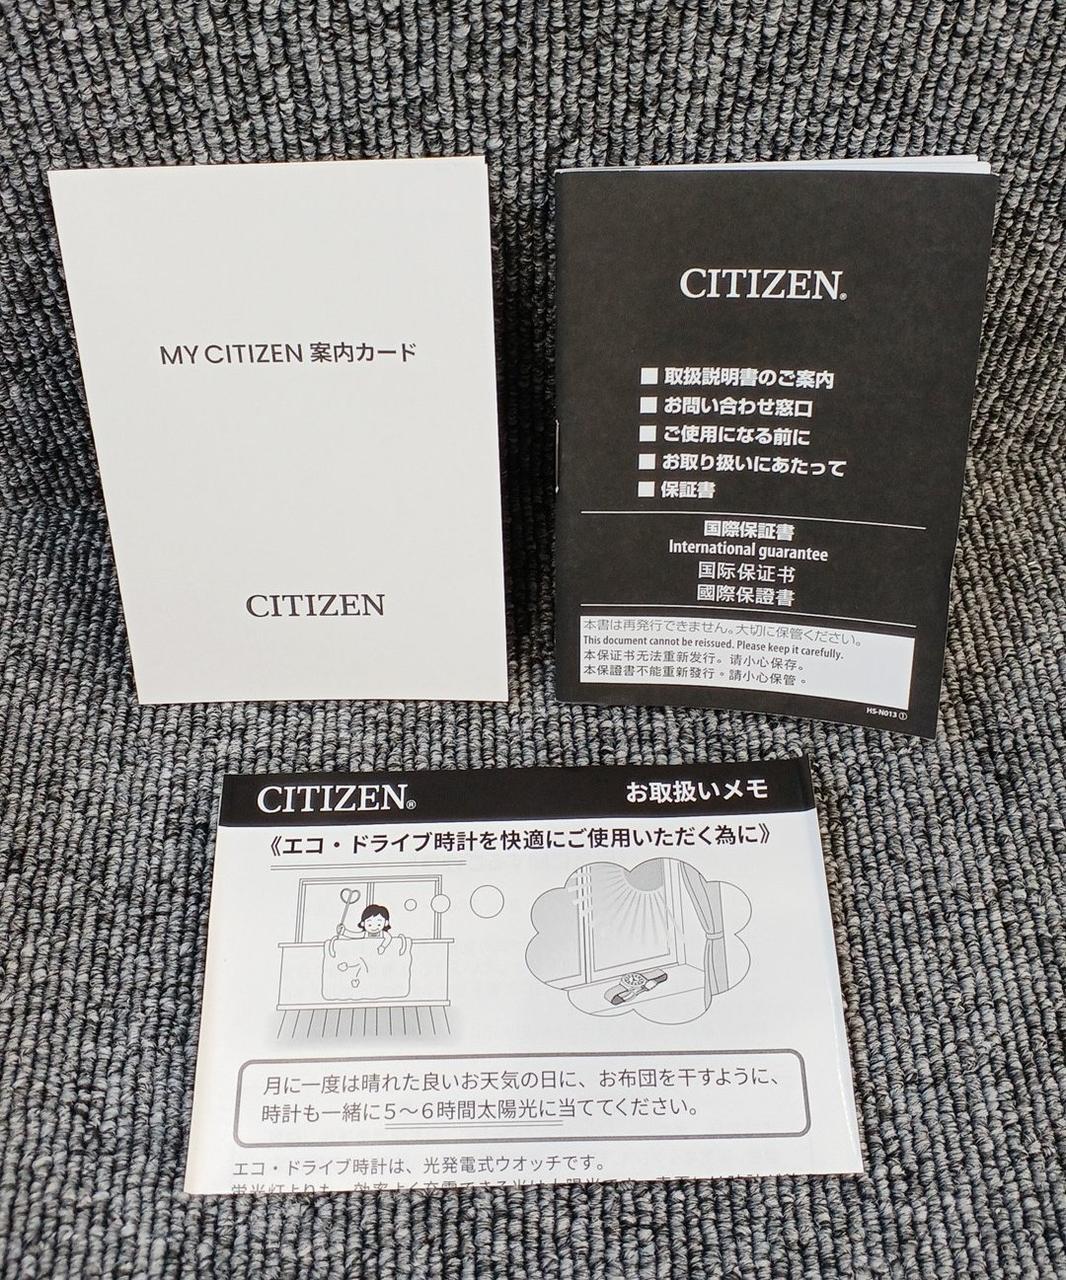 MY CITIZEN 案内カード
CITIZEN
CITIZEN®
■ 取扱説明書のご案内
■ お問い合わせ窓口
■ ご使用になる前に
■ お取り扱いにあたって
■ 保証書
国際保証書
International guarantee
国际保证书
國際保證書
本書は再発行できません。大切に保管ください。
This document cannot be reissued. Please keep it carefully.
本保证书无法重新发行。请小心保存。
本保證書不能重新發行。請小心保管。
HS-N013 ①
CITIZEN® お取扱いメモ
《エコ・ドライブ時計を快適にご使用いただく為に》
月に一度は晴れた良いお天気の日に、お布団を干すように、
時計も一緒に5～6時間太陽光に当ててください。
エコ・ドライブ時計は、光発電式ウオッチです。